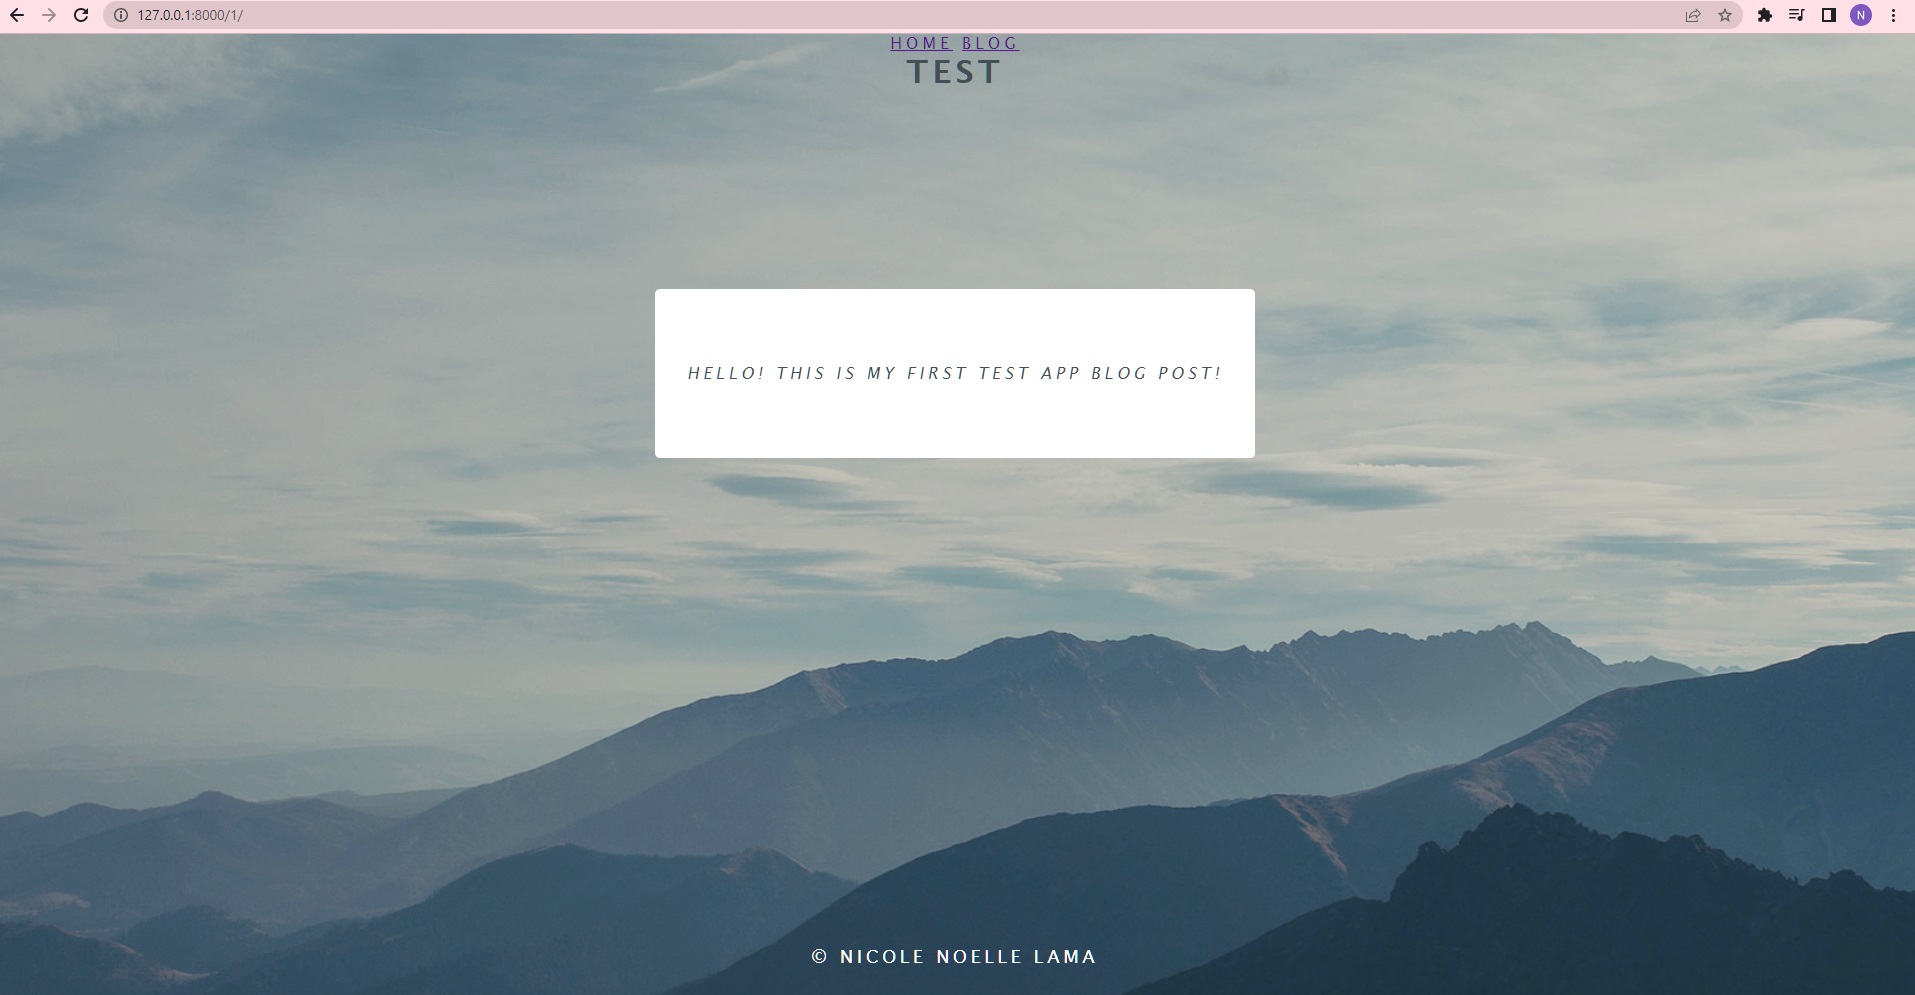 127.0.0.1:8000/1/
N
HOME BLOG
TEST
HELLO! THIS IS MY FIRST TEST APP BLOG POST!
© NICOLE NOELLE LAMA